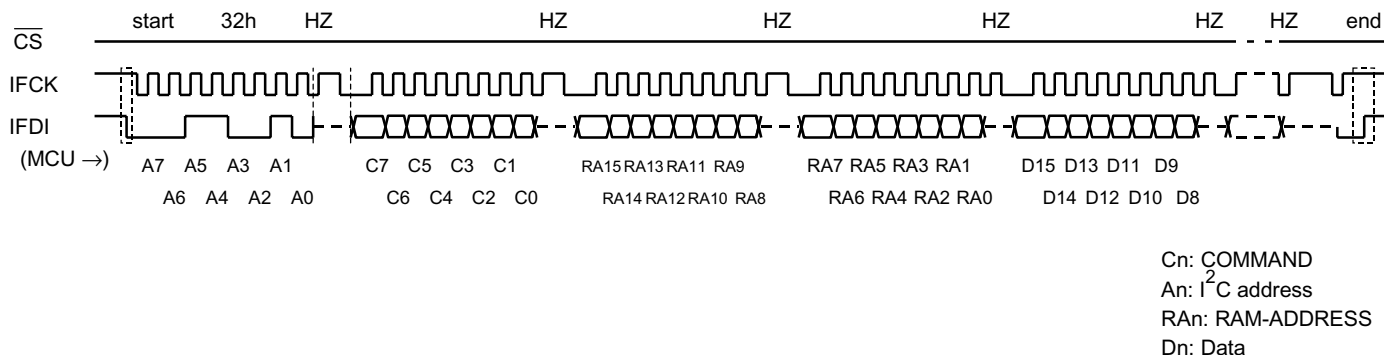 start 32h HZ HZ HZ HZ HZ HZ end
CS
IFCK
IFDI
(MCU →)
A7 A5 A3 A1 C7 C5 C3 C1 RA15 RA13 RA11 RA9 RA7 RA5 RA3 RA1 D15 D13 D11 D9
A6 A4 A2 A0 C6 C4 C2 C0 RA14 RA12 RA10 RA8 RA6 RA4 RA2 RA0 D14 D12 D10 D8
Cn: COMMAND
An: I²C address
RAn: RAM-ADDRESS
Dn: Data